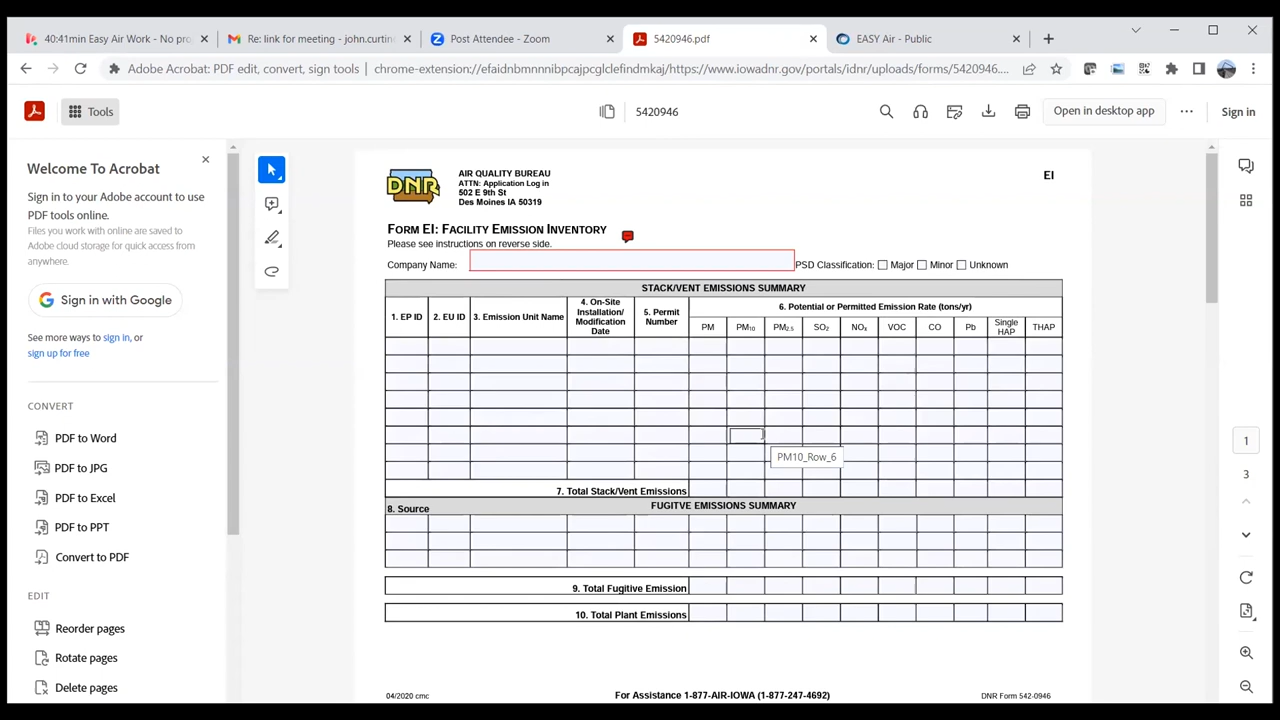 40:41min Easy Air Work - No pro
Re: link for meeting - john.curtin
Post Attendee - Zoom
5420946.pdf
EASY Air - Public
Adobe Acrobat: PDF edit, convert, sign tools | chrome-extension://efaidnbmnnnibpcajpcglclefindmkaj/https://www.iowadnr.gov/portals/idnr/uploads/forms/5420946....
Tools
5420946
Open in desktop app
Sign in
Welcome To Acrobat
Sign in to your Adobe account to use
PDF tools online.
Files you work with online are saved to
Adobe cloud storage for quick access from
anywhere.
Sign in with Google
See more ways to sign in, or
sign up for free
CONVERT
PDF to Word
PDF to JPG
PDF to Excel
PDF to PPT
Convert to PDF
EDIT
Reorder pages
Rotate pages
Delete pages
DNR
AIR QUALITY BUREAU
ATTN: Application Log in
502 E 9th St
Des Moines IA 50319
EI
FORM EI: FACILITY EMISSION INVENTORY
Please see instructions on reverse side.
Company Name:
PSD Classification: Major Minor Unknown
STACK/VENT EMISSIONS SUMMARY
1. EP ID
2. EU ID
3. Emission Unit Name
4. On-Site
Installation/
Modification
Date
5. Permit
Number
6. Potential or Permitted Emission Rate (tons/yr)
PM
PM10
PM2.5
SO2
NOx
VOC
CO
Pb
Single
HAP
THAP
PM10_Row_6
7. Total Stack/Vent Emissions
8. Source
FUGITVE EMISSIONS SUMMARY
9. Total Fugitive Emission
10. Total Plant Emissions
04/2020 cmc
For Assistance 1-877-AIR-IOWA (1-877-247-4692)
DNR Form 542-0946
1
3